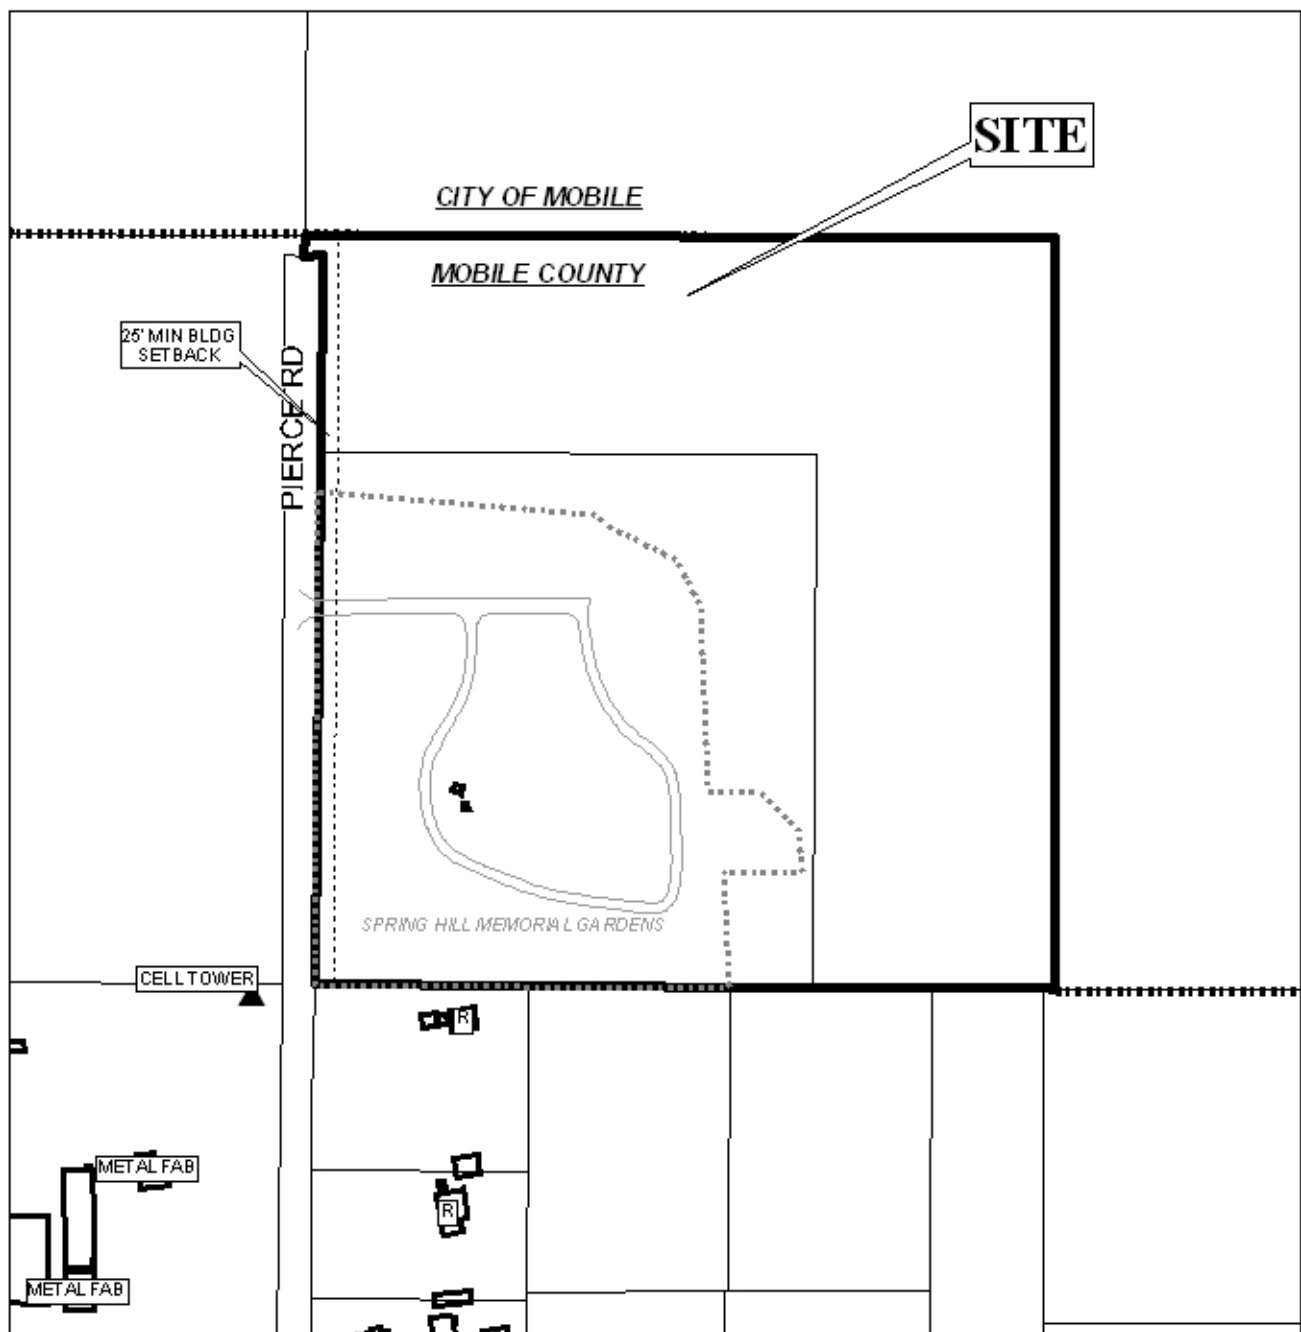 SITE
CITY OF MOBILE
MOBILE COUNTY
25' MIN BLDG
SETBACK
PIERCE RD
SPRING HILL MEMORIAL GARDENS
CELL TOWER
R
METAL FAB
R
METAL FAB